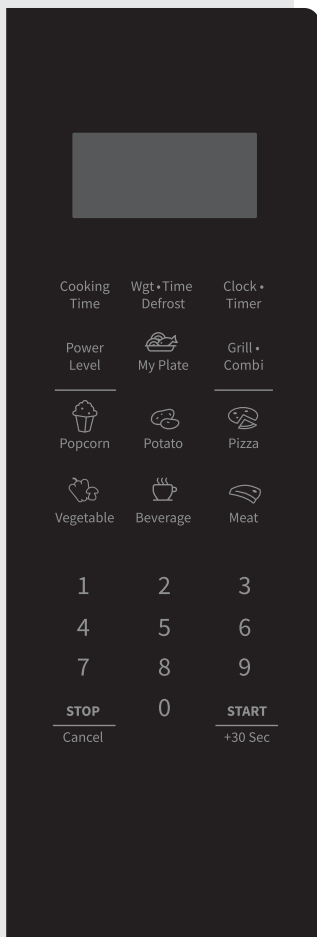 Cooking Time
Wgt•Time Defrost
Clock • Timer
Power Level
My Plate
Grill • Combi
Popcorn
Potato
Pizza
Vegetable
Beverage
Meat
1 2 3
4 5 6
7 8 9
STOP 0 START
Cancel +30 Sec